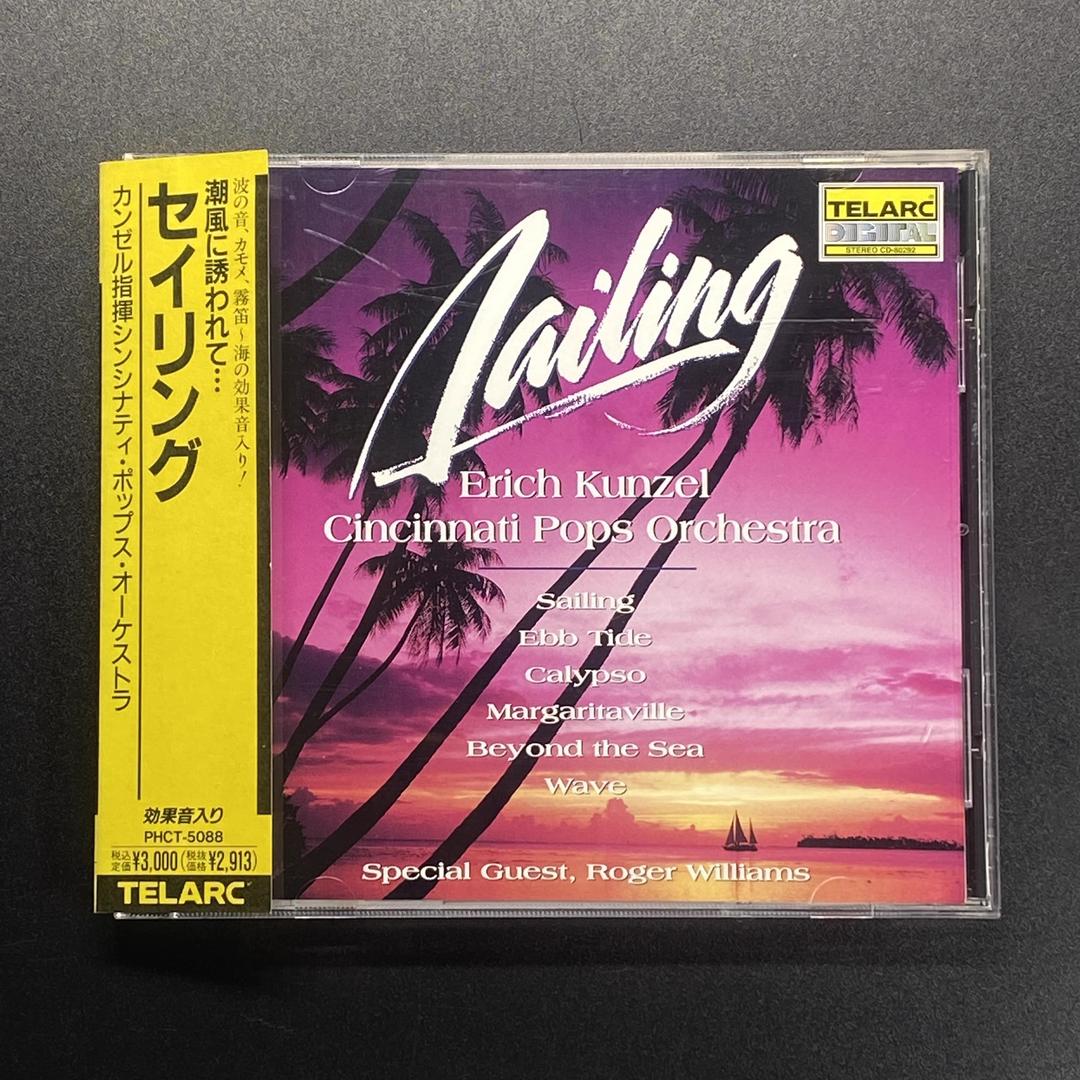 波の音、カモメ、霧笛～海の効果音入り!
潮風に誘われて…
セイリング
カンゼル指揮シンシナティ・ポップス・オーケストラ
効果音入り
PHCT-5088
税込定価¥3,000(税抜価格¥2,913)
TELARC
TELARC
DIGITAL
STEREO CD-80292
Sailing
Erich Kunzel
Cincinnati Pops Orchestra
Sailing
Ebb Tide
Calypso
Margaritaville
Beyond the Sea
Wave
Special Guest, Roger Williams